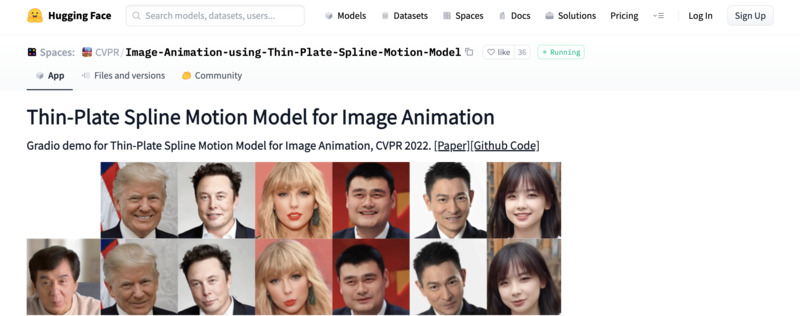 Hugging Face Search models, datasets, users... Models Datasets Spaces Docs Solutions Pricing Log In Sign Up
Spaces: CVPR/Image-Animation-using-Thin-Plate-Spline-Motion-Model like 36 Running
App Files and versions Community
Thin-Plate Spline Motion Model for Image Animation
Gradio demo for Thin-Plate Spline Motion Model for Image Animation, CVPR 2022. [Paper][Github Code]